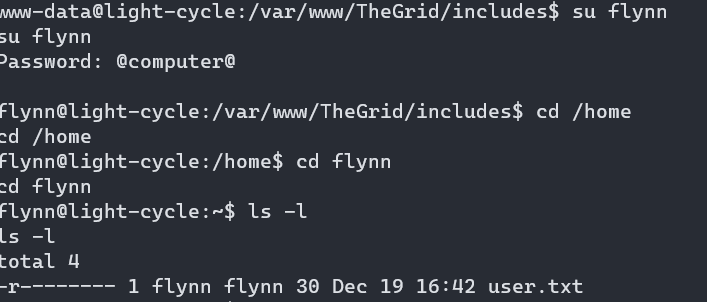 www-data@light-cycle:/var/www/TheGrid/includes$ su flynn
su flynn
Password: @computer@
flynn@light-cycle:/var/www/TheGrid/includes$ cd /home
cd /home
flynn@light-cycle:/home$ cd flynn
cd flynn
flynn@light-cycle:~$ ls -l
ls -l
total 4
-r-------- 1 flynn flynn 30 Dec 19 16:42 user.txt